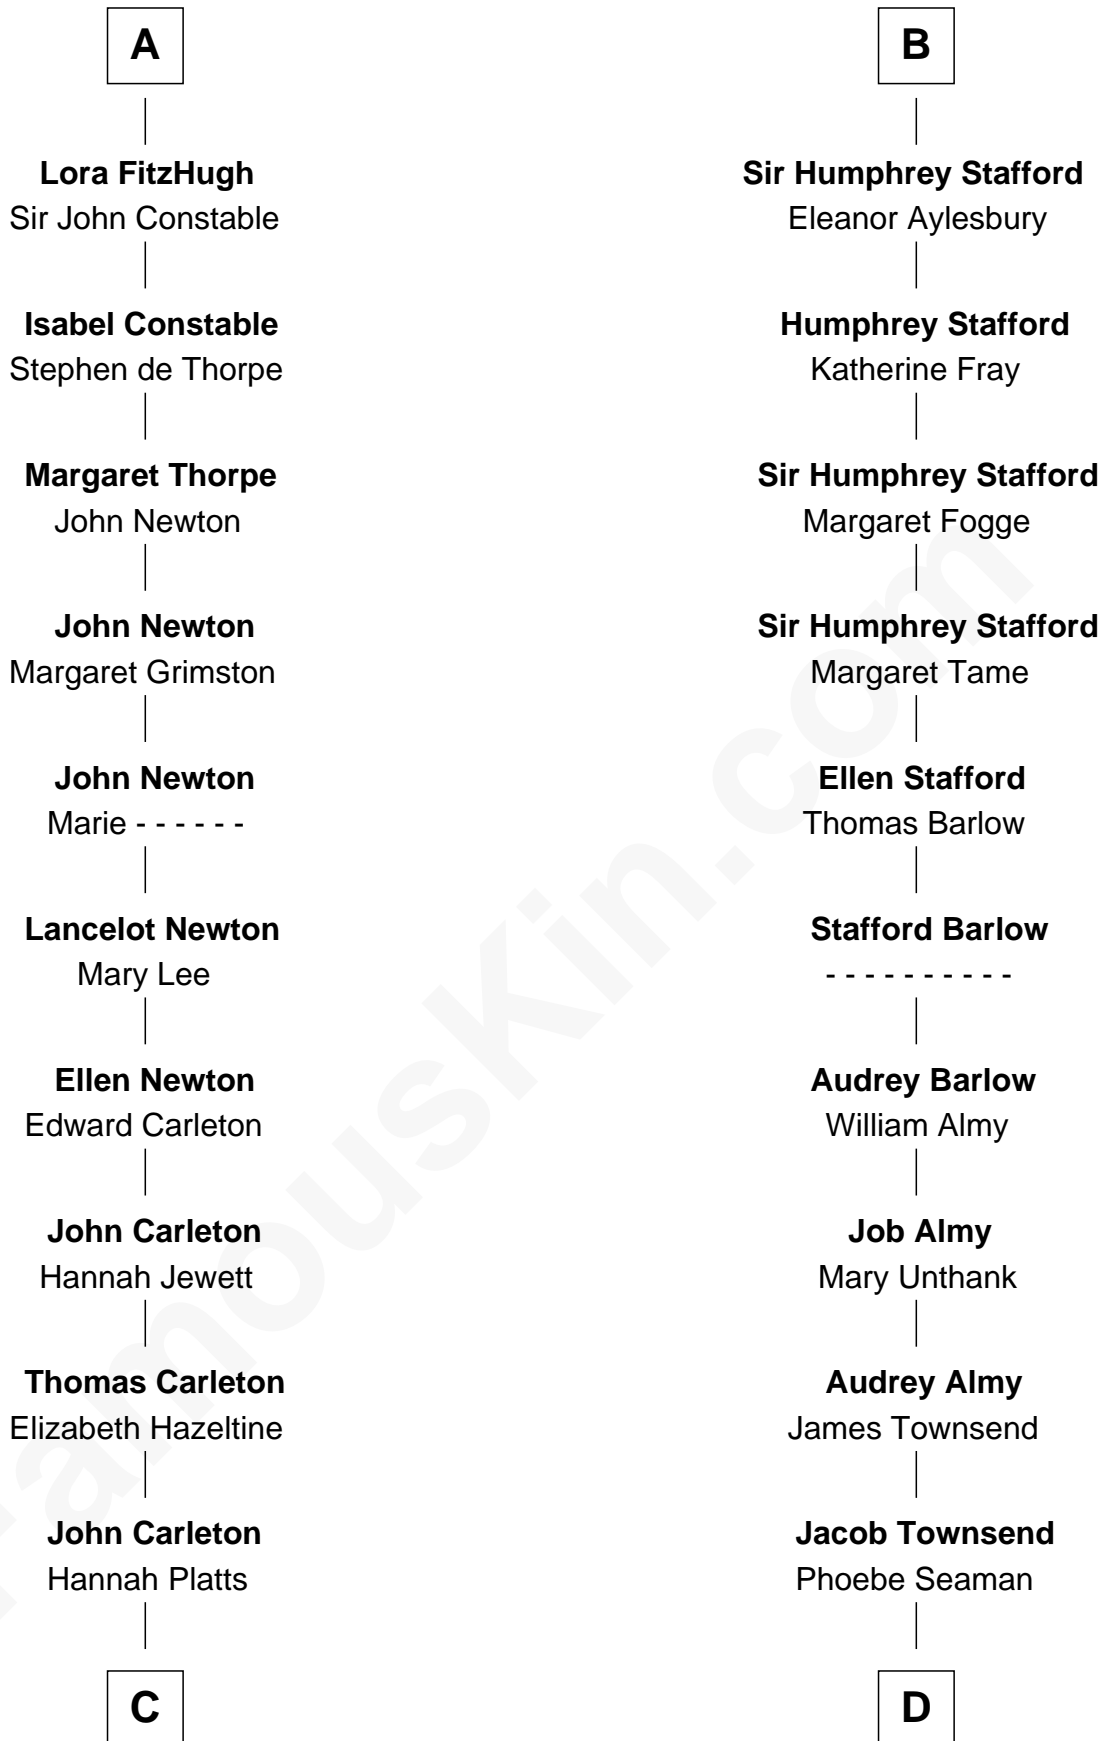 A
Lora FitzHugh
Sir John Constable
Isabel Constable
Stephen de Thorpe
Margaret Thorpe
John Newton
John Newton
Margaret Grimston
John Newton
Marie - - - - - -
Lancelot Newton
Mary Lee
Ellen Newton
Edward Carleton
John Carleton
Hannah Jewett
Thomas Carleton
Elizabeth Hazeltine
John Carleton
Hannah Platts
C
B
Sir Humphrey Stafford
Eleanor Aylesbury
Humphrey Stafford
Katherine Fray
Sir Humphrey Stafford
Margaret Fogge
Sir Humphrey Stafford
Margaret Tame
Ellen Stafford
Thomas Barlow
Stafford Barlow
- - - - - - - - - -
Audrey Barlow
William Almy
Job Almy
Mary Unthank
Audrey Almy
James Townsend
Jacob Townsend
Phoebe Seaman
D
FamousKin.com